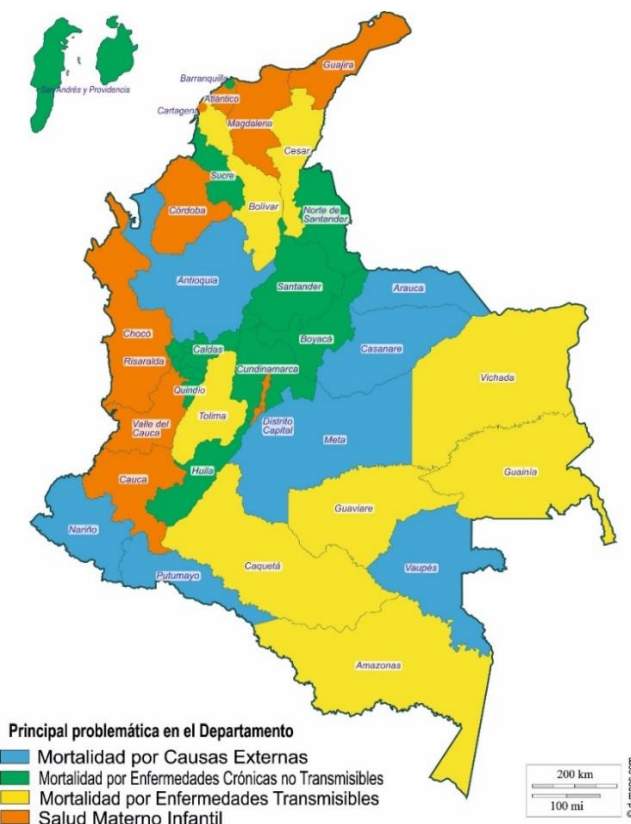 Guajira
Barranquilla
San Andrés y Providencia
Atlántico
Cartagena
Magdalena
Cesar
Sucre
Córdoba
Bolívar
Norte de
Santander
Antioquia
Santander
Arauca
Chocó
Boyacá
Caldas
Casanare
Risaralda
Cundinamarca
Vichada
Quindío
Tolima
Valle del
Cauca
Distrito
Capital
Meta
Huila
Guainía
Cauca
Guaviare
Nariño
Caquetá
Vaupés
Putumayo
Amazonas
Principal problemática en el Departamento
Mortalidad por Causas Externas
Mortalidad por Enfermedades Crónicas no Transmisibles
Mortalidad por Enfermedades Transmisibles
Salud Materno Infantil
200 km
100 mi
© d-maps.com